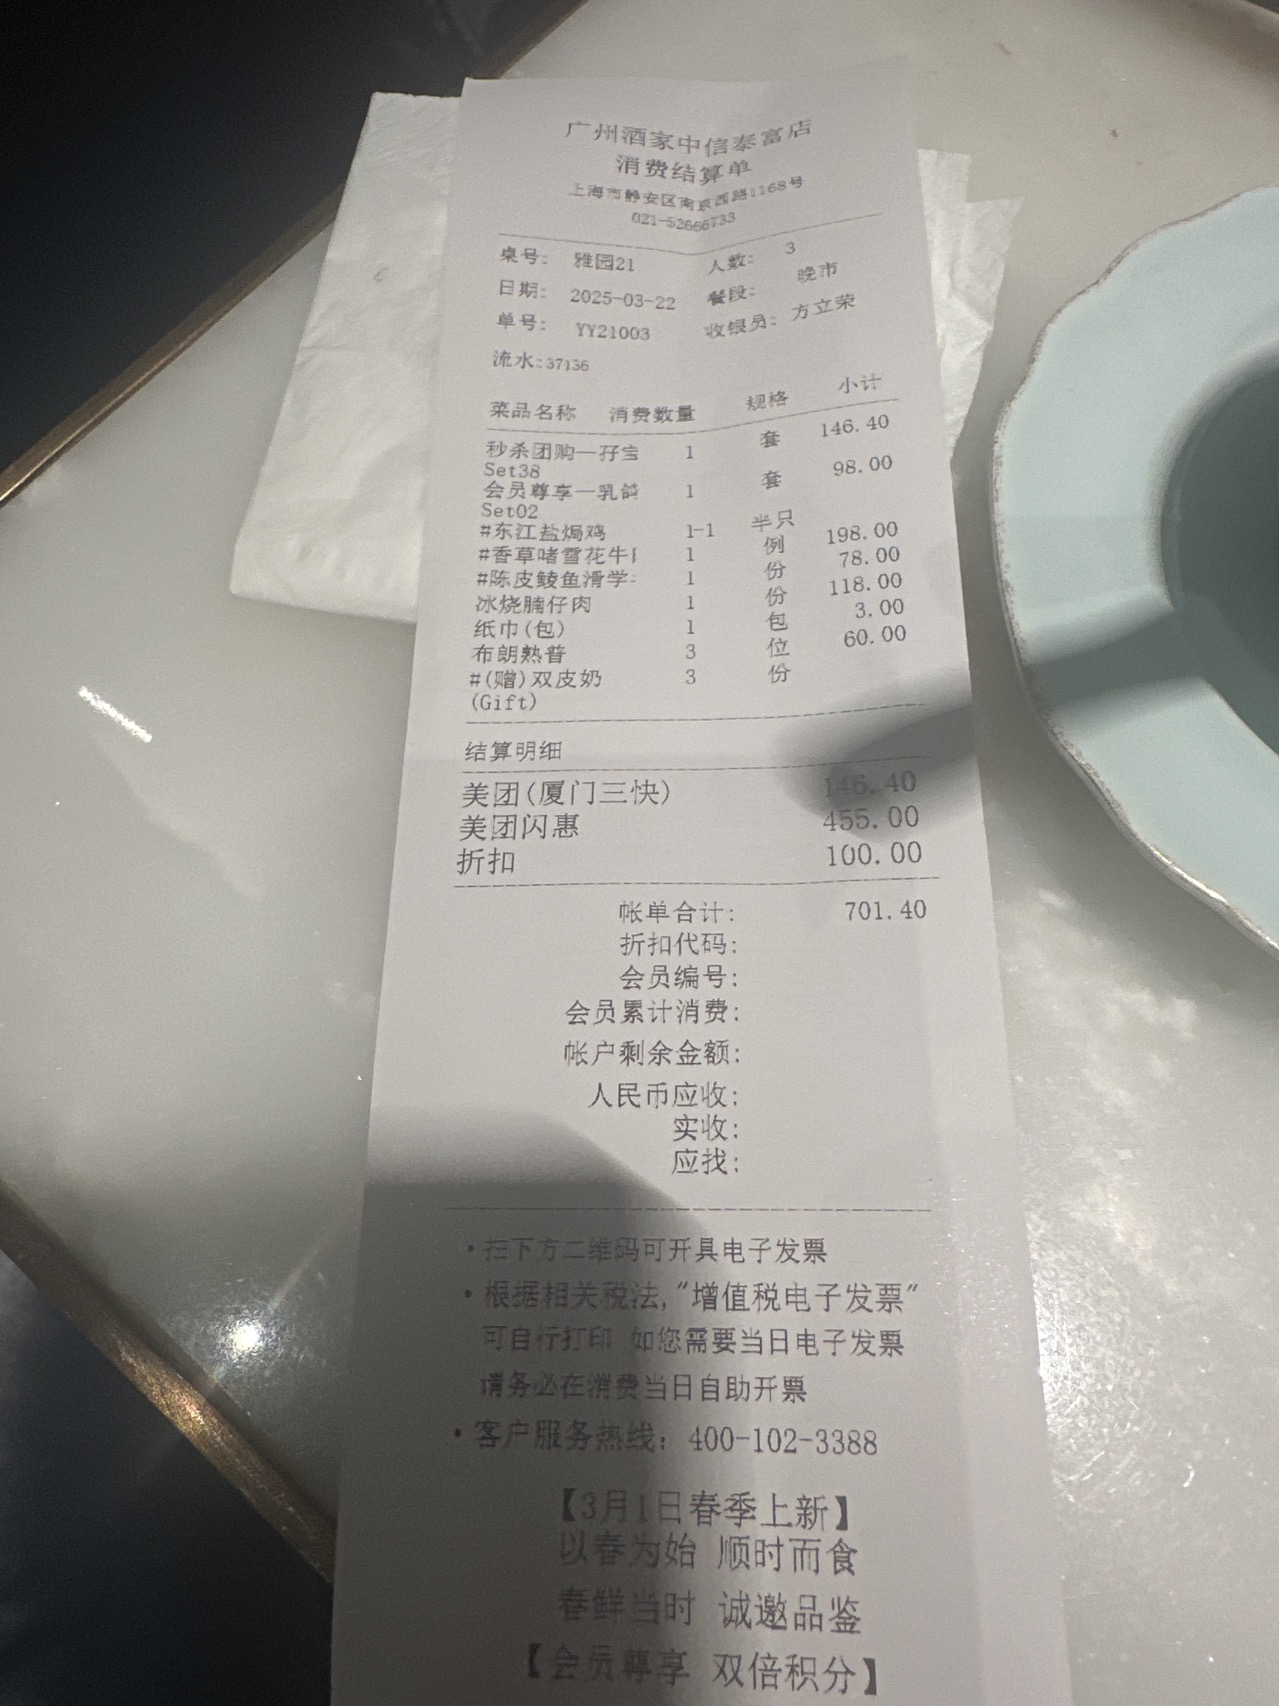 广州酒家中信泰富店
消费结算单
上海市静安区南京西路1168号
021-52666733
桌号: 雅园21 人数: 3
日期: 2025-03-22 餐段: 晚市
单号: YY21003 收银员: 方立荣
流水:37136
菜品名称 消费数量 规格 小计
秒杀团购—孖宝 1 套 146.40
Set38
会员尊享—乳鸽 1 套 98.00
Set02
#东江盐焗鸡 1-1 半只
#香草啫雪花牛 1 例 198.00
#陈皮鲮鱼滑学 1 份 78.00
冰烧腩仔肉 1 份 118.00
纸巾(包) 1 包 3.00
布朗熟普 3 位 60.00
#(赠)双皮奶 3 份
(Gift)
结算明细
美团(厦门三快) 146.40
美团闪惠 455.00
折扣 100.00
帐单合计: 701.40
折扣代码:
会员编号:
会员累计消费:
帐户剩余金额:
人民币应收:
实收:
应找:
·扫下方二维码可开具电子发票
·根据相关税法,"增值税电子发票"
可自行打印 如您需要当日电子发票
请务必在消费当日自助开票
·客户服务热线: 400-102-3388
【3月1日春季上新】
以春为始 顺时而食
春鲜当时 诚邀品鉴
【会员尊享 双倍积分】